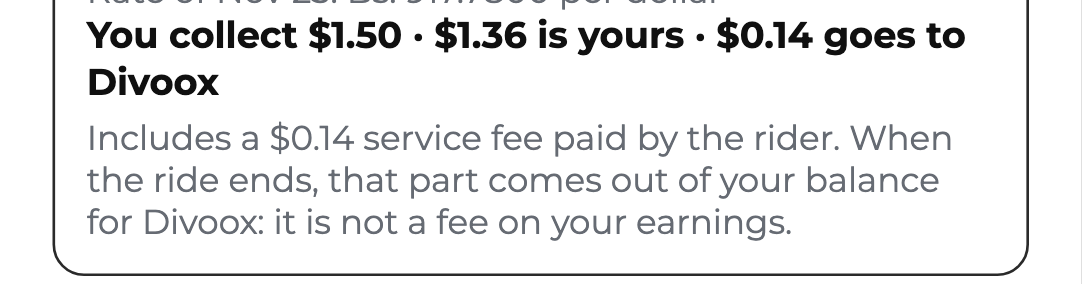 You collect $1.50 · $1.36 is yours · $0.14 goes to
Divoox
Includes a $0.14 service fee paid by the rider. When
the ride ends, that part comes out of your balance
for Divoox: it is not a fee on your earnings.